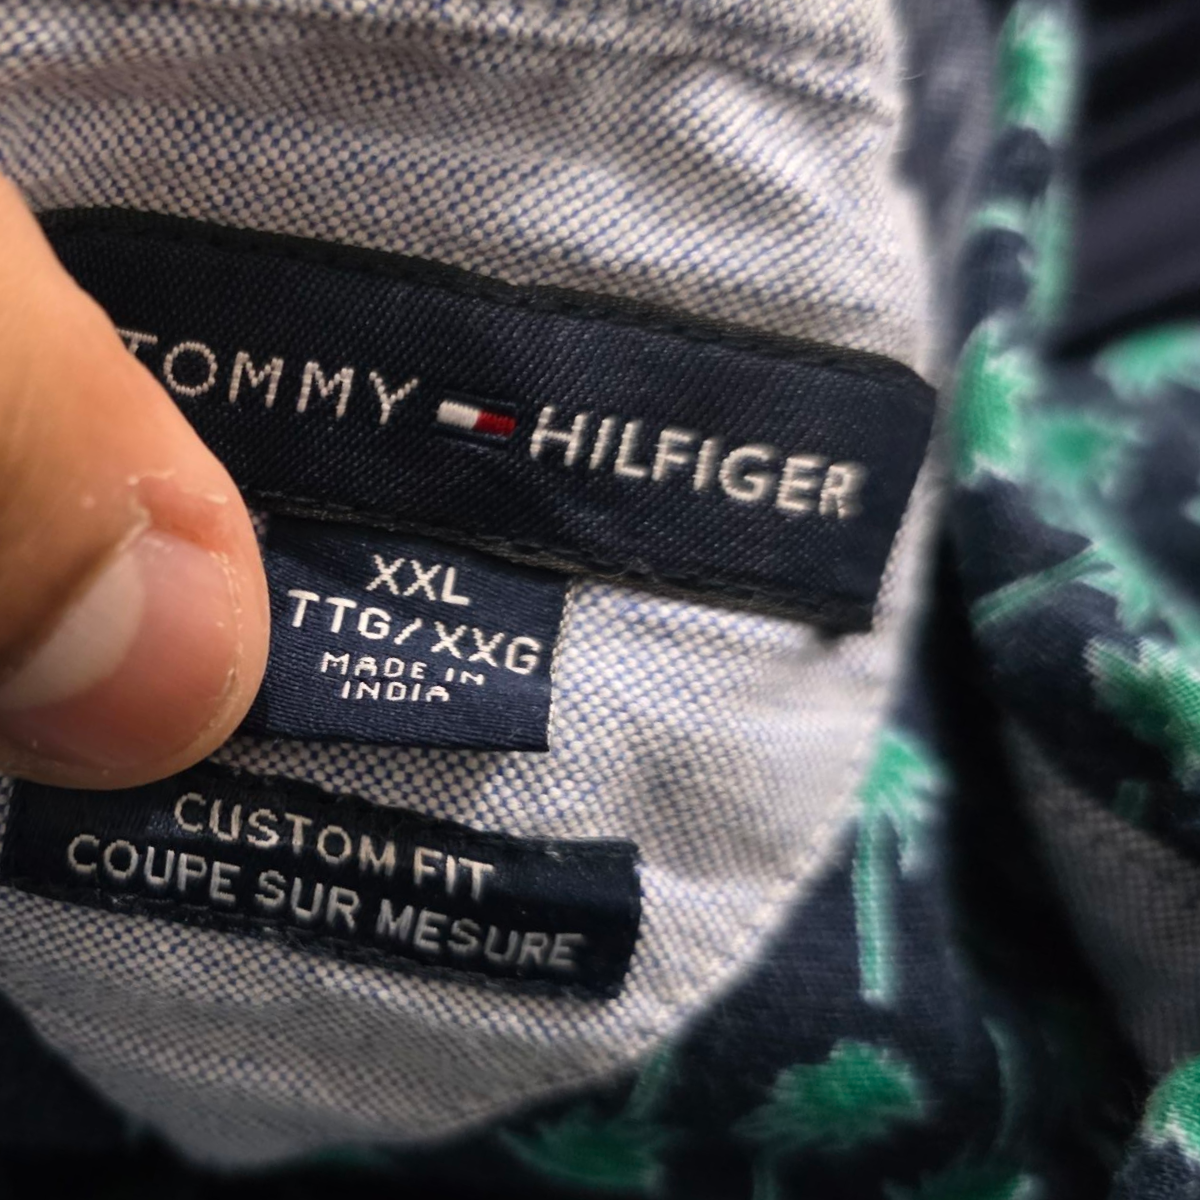 TOMMY HILFIGER
XXL
TTG/XXG
MADE IN
INDIA
CUSTOM FIT
COUPE SUR MESURE